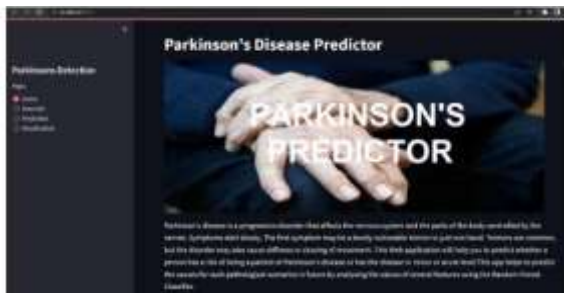 Parkinson's Disease Predictor
Parkinsons Detection
Home
Prediction
Visualization
PARKINSON'S
PREDICTOR
Parkinson's disease is a progressive disorder that affects the nervous system and the parts of the body controlled by the
nerves. Symptoms start slowly. The first symptom may be a barely noticeable tremor in just one hand. Tremors are common,
but the disorder may also cause stiffness or slowing of movement. This Web application will help you to predict whether a
person has a risk of being a patient of Parkinson's disease or has the disease in minor or acute level. This app helps to predict
the causes for such pathological scenarios in future by analysing the values of several features using the Random Forest
Classifier.